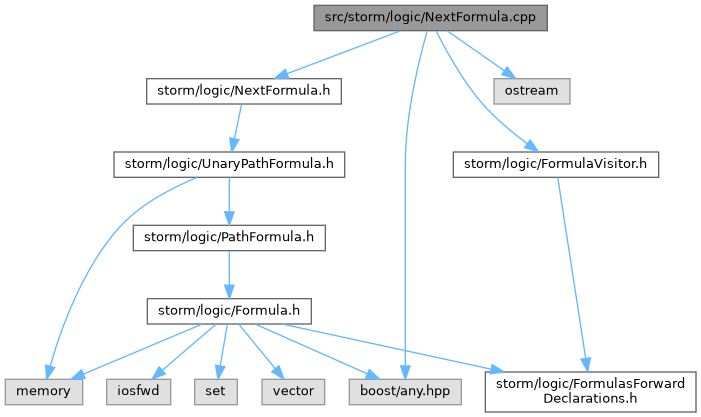 src/storm/logic/NextFormula.cpp
storm/logic/NextFormula.h
ostream
storm/logic/UnaryPathFormula.h
storm/logic/FormulaVisitor.h
storm/logic/PathFormula.h
storm/logic/Formula.h
memory
iosfwd
set
vector
boost/any.hpp
storm/logic/FormulasForward
Declarations.h